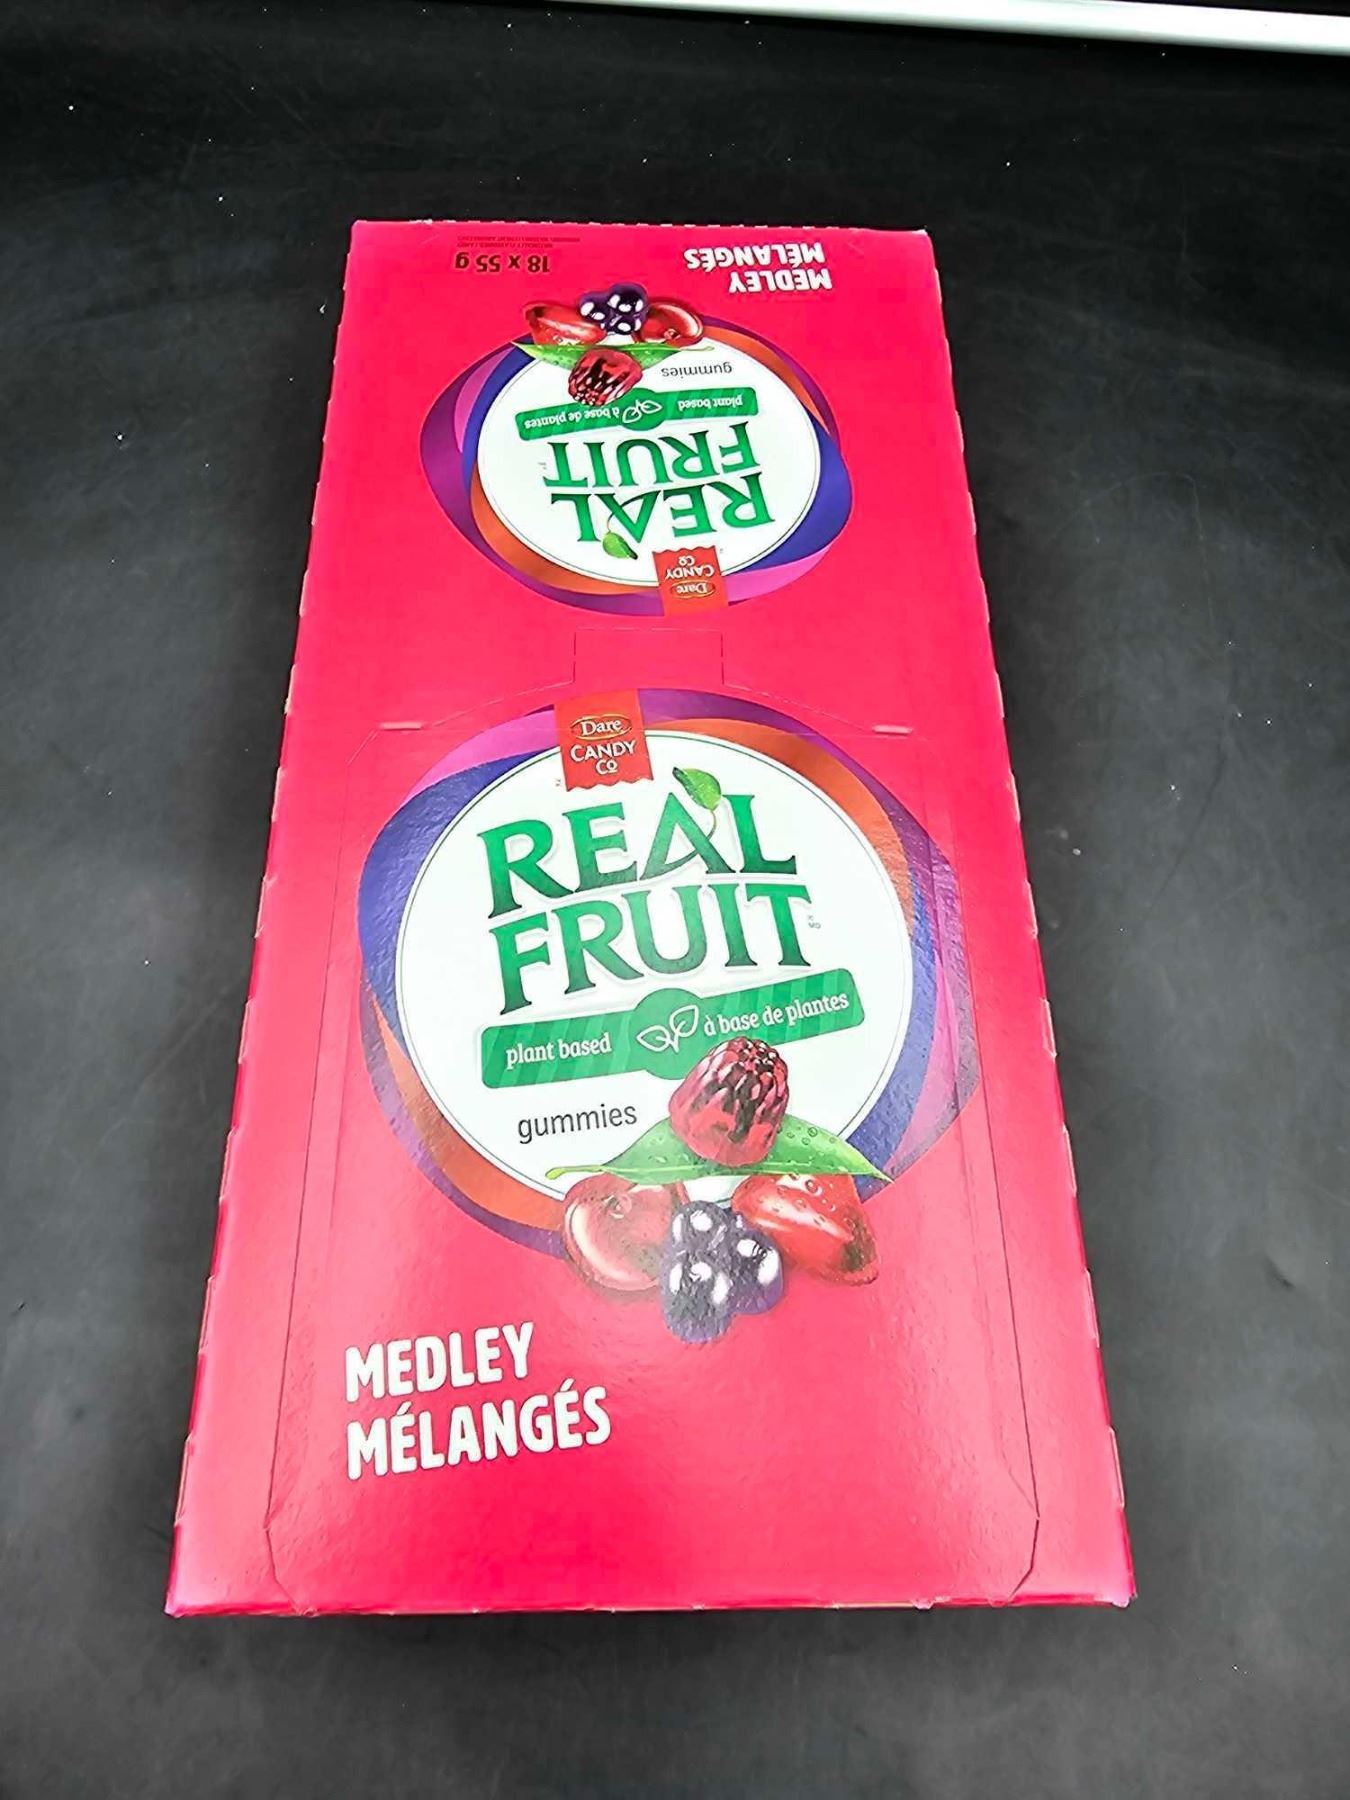 18 x 55 g
MEDLEY
MÉLANGÉS
gummies
plant based à base de plantes
REAL
FRUIT
Dare
CANDY
CO
Dare
CANDY
CO
REAL
FRUIT
plant based à base de plantes
gummies
MEDLEY
MÉLANGÉS